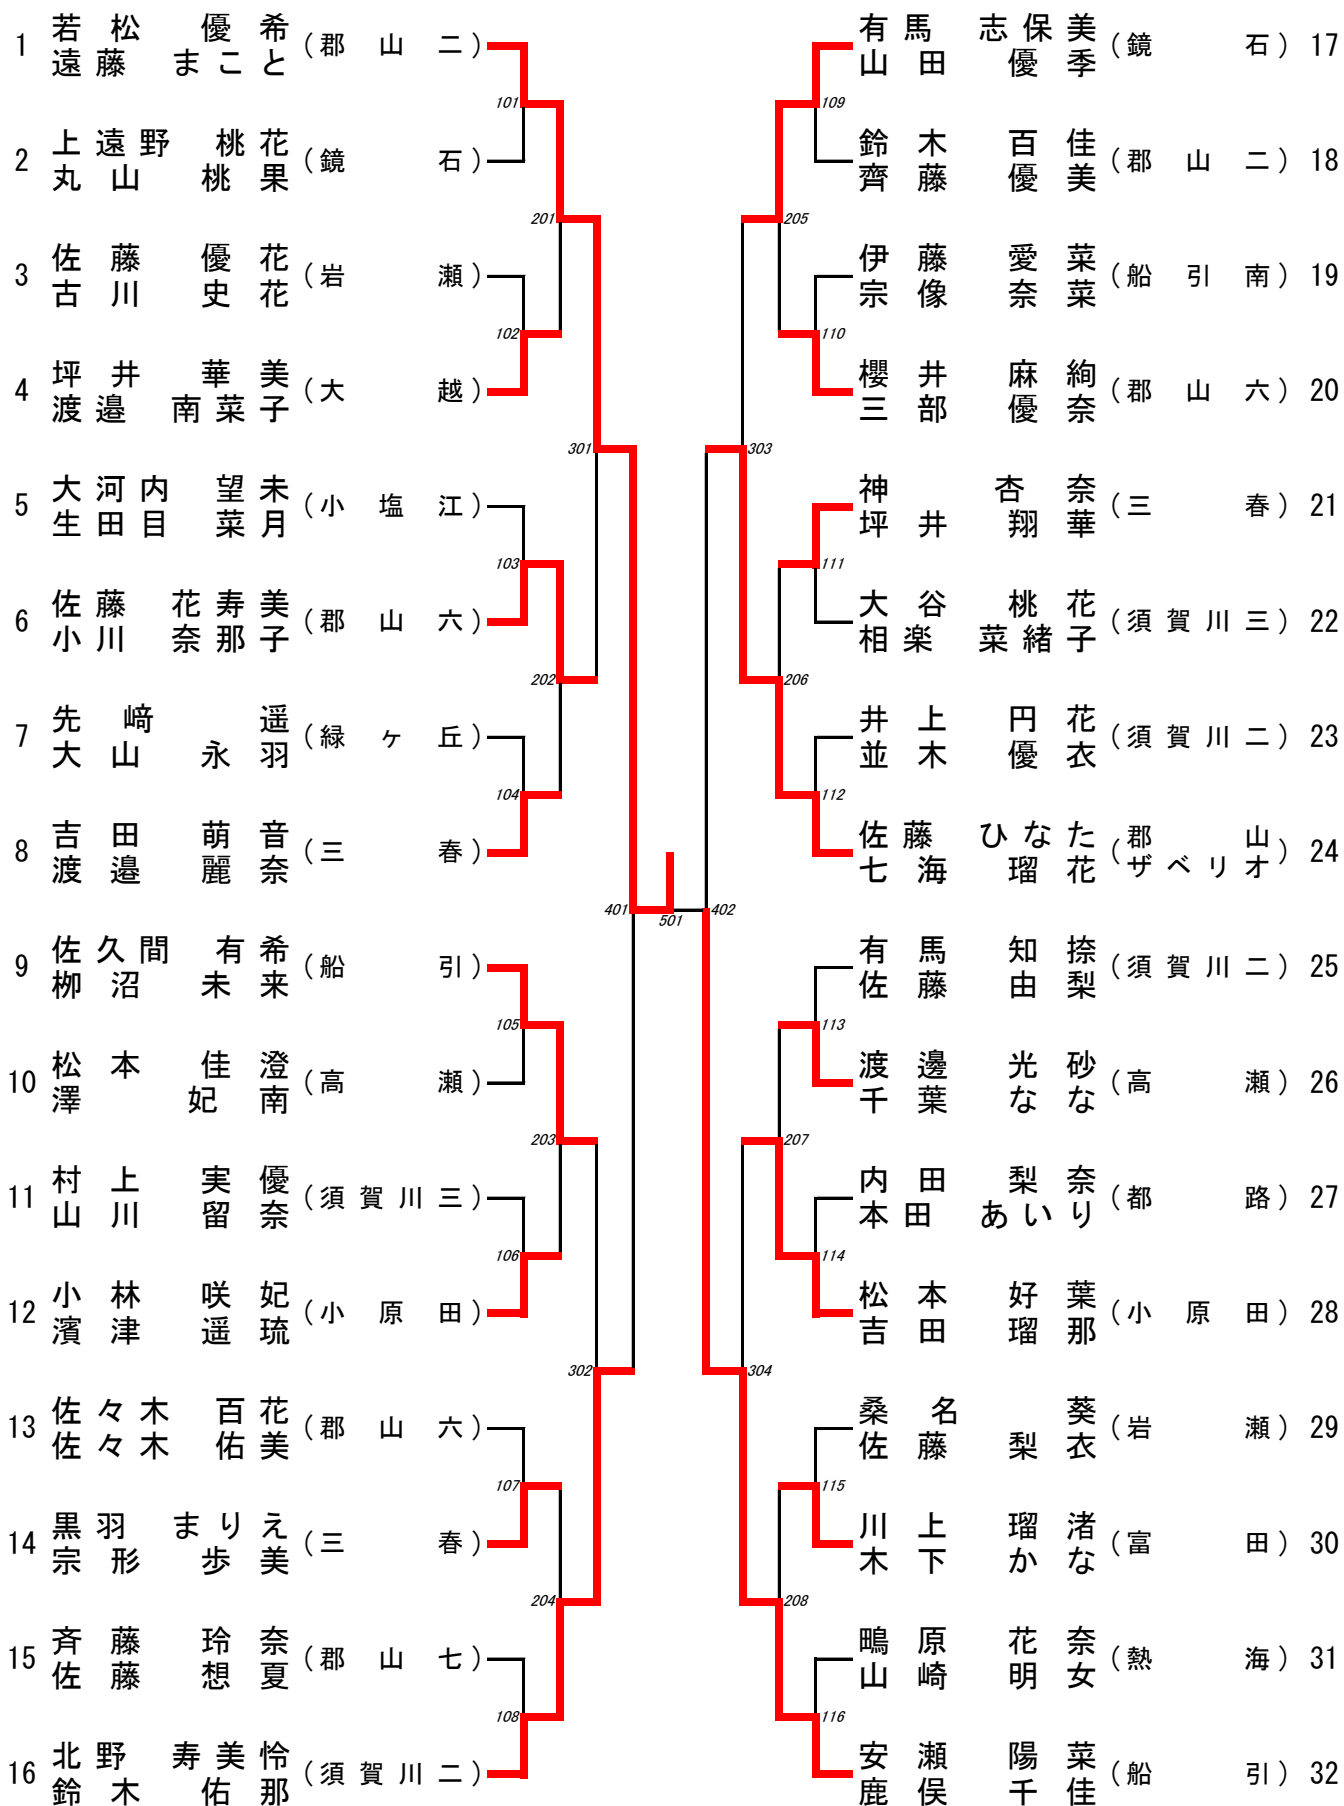 1 若松 優希 (郡山二)
遠藤 まこと
2 上遠野 桃花 (鏡石)
丸山 桃果
3 佐藤 優花 (岩瀬)
古川 史花
4 坪井 華美 (大越)
渡邉 南菜子
5 大河内 望未 (小塩江)
生田目 菜月
6 佐藤 花寿美 (郡山六)
小川 奈那子
7 先﨑 遥 (緑ヶ丘)
大山 永羽
8 吉田 萌音 (三春)
渡邉 麗奈
9 佐久間 有希 (船引)
栁沼 未来
10 松本 佳澄 (高瀬)
澤 妃南
11 村上 実優 (須賀川三)
山川 留奈
12 小林 咲妃 (小原田)
濱津 遥琉
13 佐々木 百花 (郡山六)
佐々木 佑美
14 黒羽 まりえ (三春)
宗形 歩美
15 斉藤 玲奈 (郡山七)
佐藤 想夏
16 北野 寿美怜 (須賀川二)
鈴木 佑那
101
102
103
104
105
106
107
108
201
202
203
204
301
302
401
501
402
303
304
205
206
207
208
109
110
111
112
113
114
115
116
有馬 志保美 (鏡石) 17
山田 優季
鈴木 百佳 (郡山二) 18
齊藤 優美
伊藤 愛菜 (船引南) 19
宗像 奈菜
櫻井 麻絢 (郡山六) 20
三部 優奈
神 杏奈 (三春) 21
坪井 翔華
大谷 桃花 (須賀川三) 22
相楽 菜緒子
井上 円花 (須賀川二) 23
並木 優衣
佐藤 ひなた (郡山ザベリオ) 24
七海 瑠花
有馬 知捺 (須賀川二) 25
佐藤 由梨
渡邊 光砂 (高瀬) 26
千葉 なな
内田 梨奈 (都路) 27
本田 あいり
松本 好葉 (小原田) 28
吉田 瑠那
桑名 葵 (岩瀬) 29
佐藤 梨衣
川上 瑠渚 (富田) 30
木下 かな
鴫原 花奈 (熱海) 31
山崎 明女
安瀬 陽菜 (船引) 32
鹿俣 千佳